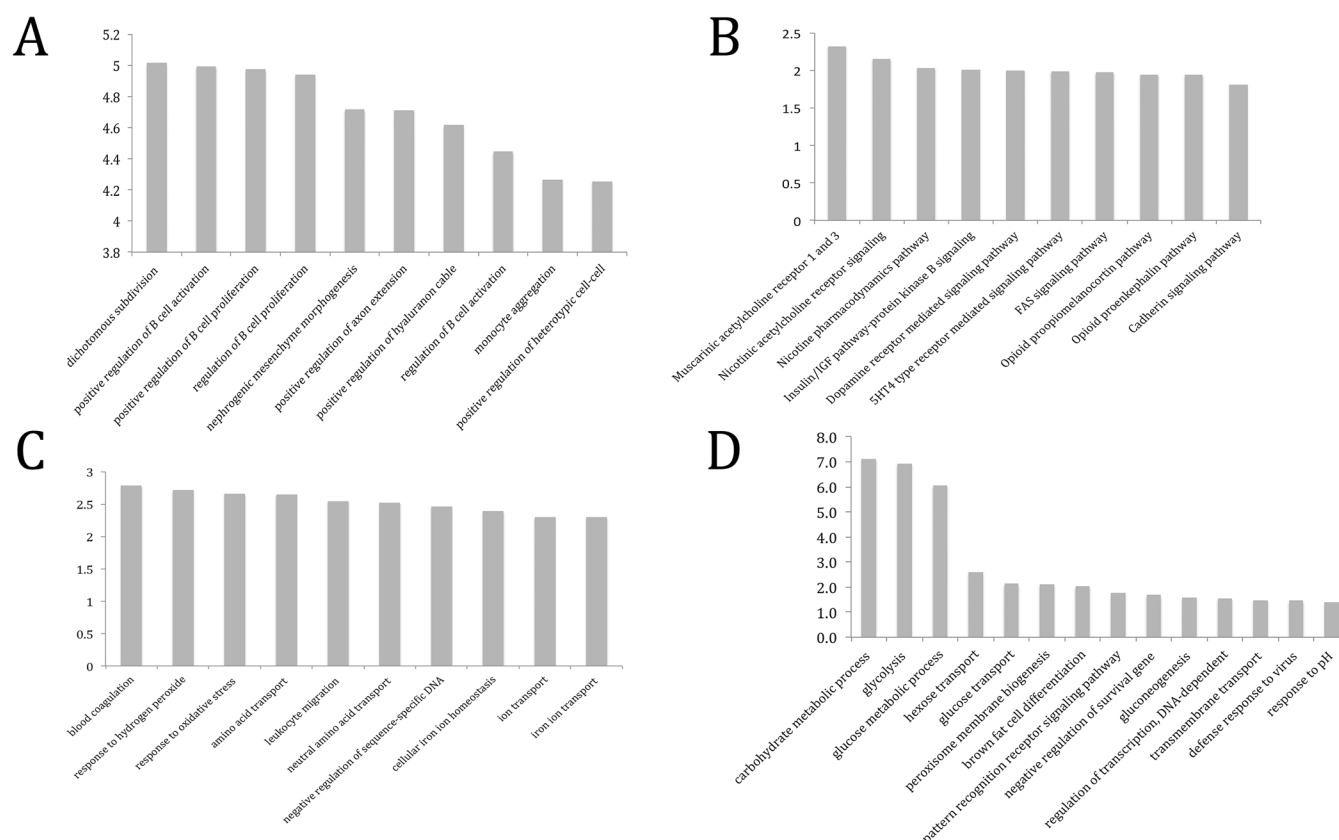 A
5.2
5
4.8
4.6
4.4
4.2
4
3.8
dichotomous subdivision
positive regulation of B cell activation
positive regulation of B cell proliferation
regulation of B cell proliferation
nephrogenic mesenchyme morphogenesis
positive regulation of axon extension
positive regulation of hyaluranon cable
regulation of B cell activation
monocyte aggregation
positive regulation of heterotypic cell-cell
B
2.5
2
1.5
1
0.5
0
Muscarinic acetylcholine receptor 1 and 3
Nicotinic acetylcholine receptor signaling
Nicotine pharmacodynamics pathway
Insulin/IGF pathway-protein kinase B signaling
Dopamine receptor mediated signaling pathway
5HT4 type receptor mediated signaling pathway
FAS signaling pathway
Opioid proopiomelanocortin pathway
Opioid proenkephalin pathway
Cadherin signaling pathway
C
3
2.5
2
1.5
1
0.5
0
blood coagulation
response to hydrogen peroxide
response to oxidative stress
amino acid transport
leukocyte migration
neutral amino acid transport
negative regulation of sequence-specific DNA
cellular iron ion homeostasis
ion transport
iron ion transport
D
8.0
7.0
6.0
5.0
4.0
3.0
2.0
1.0
0.0
carbohydrate metabolic process
glycolysis
glucose metabolic process
hexose transport
glucose transport
peroxisome membrane biogenesis
brown fat cell differentiation
pattern recognition receptor signaling pathway
negative regulation of survival gene
gluconeogenesis
regulation of transcription, DNA-dependent
transmembrane transport
defense response to virus
response to pH